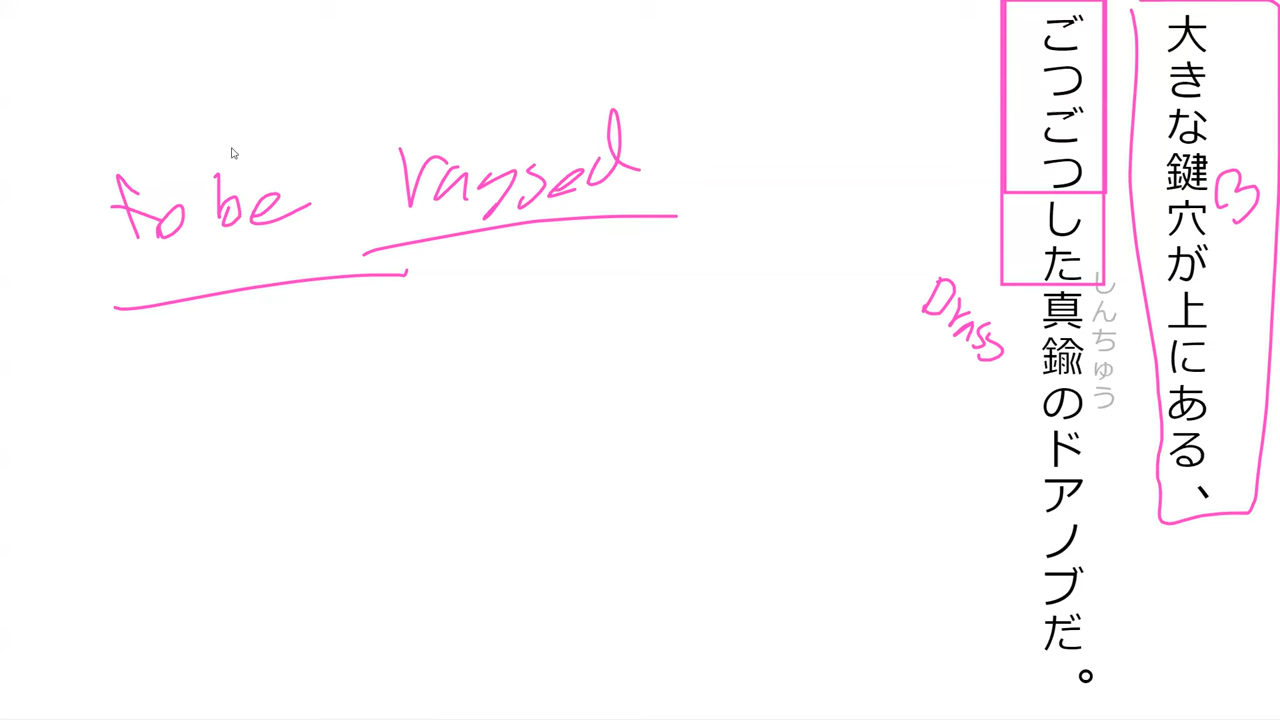 大きな鍵穴が上にある、
B
ごつごつした真鍮のドアノブだ。
しんちゅう
to be raysed
Drass